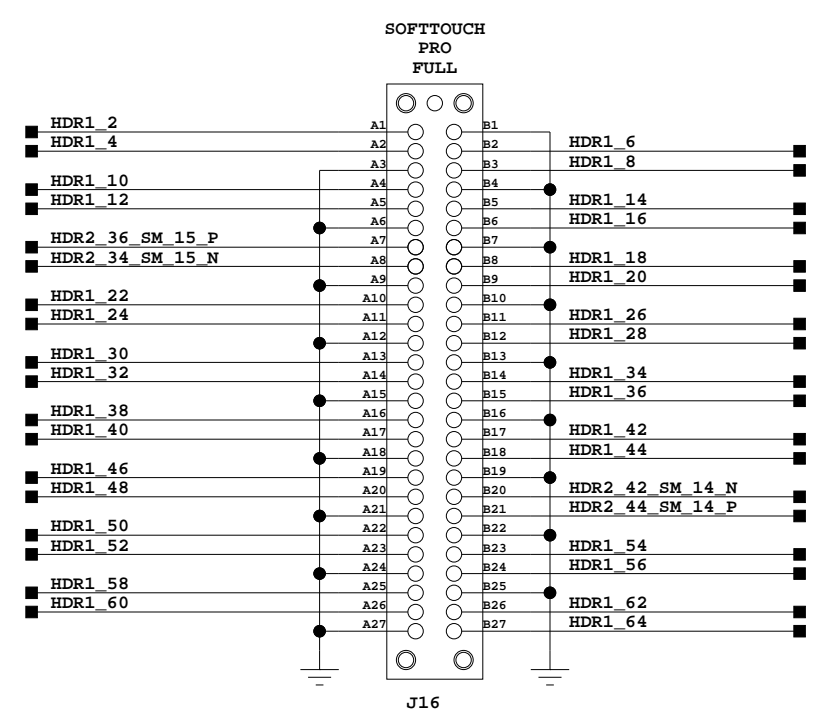 SOFTTOUCH
PRO
FULL
HDR1_2 A1 B1
HDR1_4 A2 B2 HDR1_6
A3 B3 HDR1_8
HDR1_10 A4 B4
HDR1_12 A5 B5 HDR1_14
A6 B6 HDR1_16
HDR2_36_SM_15_P A7 B7
HDR2_34_SM_15_N A8 B8 HDR1_18
A9 B9 HDR1_20
HDR1_22 A10 B10
HDR1_24 A11 B11 HDR1_26
A12 B12 HDR1_28
HDR1_30 A13 B13
HDR1_32 A14 B14 HDR1_34
A15 B15 HDR1_36
HDR1_38 A16 B16
HDR1_40 A17 B17 HDR1_42
A18 B18 HDR1_44
HDR1_46 A19 B19
HDR1_48 A20 B20 HDR2_42_SM_14_N
A21 B21 HDR2_44_SM_14_P
HDR1_50 A22 B22
HDR1_52 A23 B23 HDR1_54
A24 B24 HDR1_56
HDR1_58 A25 B25
HDR1_60 A26 B26 HDR1_62
A27 B27 HDR1_64
J16